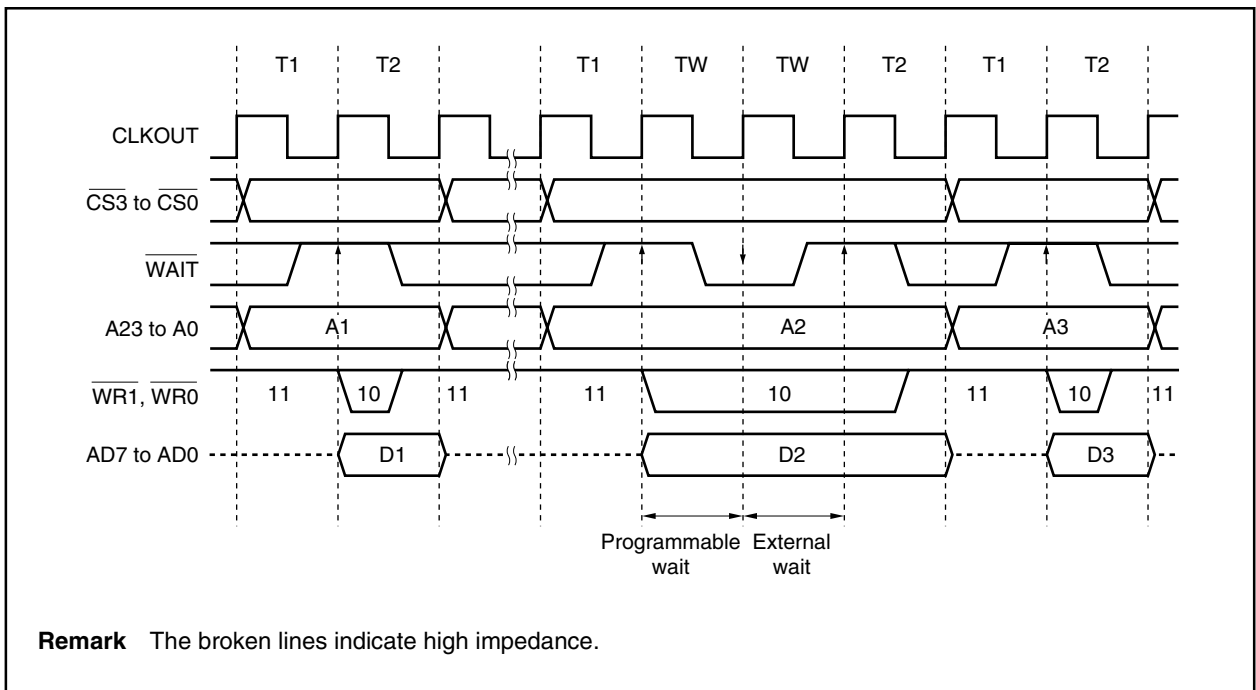 T1 T2 T1 TW TW T2 T1 T2
CLKOUT
CS3 to CS0
WAIT
A23 to A0 A1 A2 A3
WR1, WR0 11 10 11 11 10 11 10 11
AD7 to AD0 D1 D2 D3
Programmable wait
External wait
Remark The broken lines indicate high impedance.